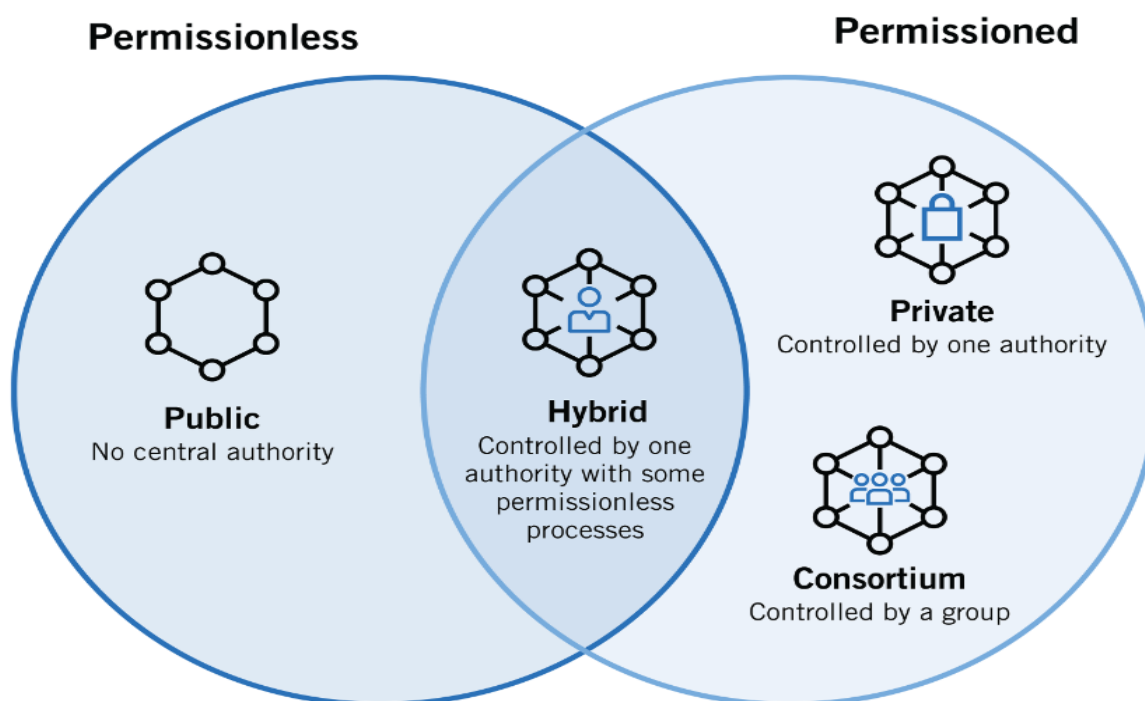 Permissionless
Permissioned
Public
No central authority
Hybrid
Controlled by one
authority with some
permissionless
processes
Private
Controlled by one authority
Consortium
Controlled by a group